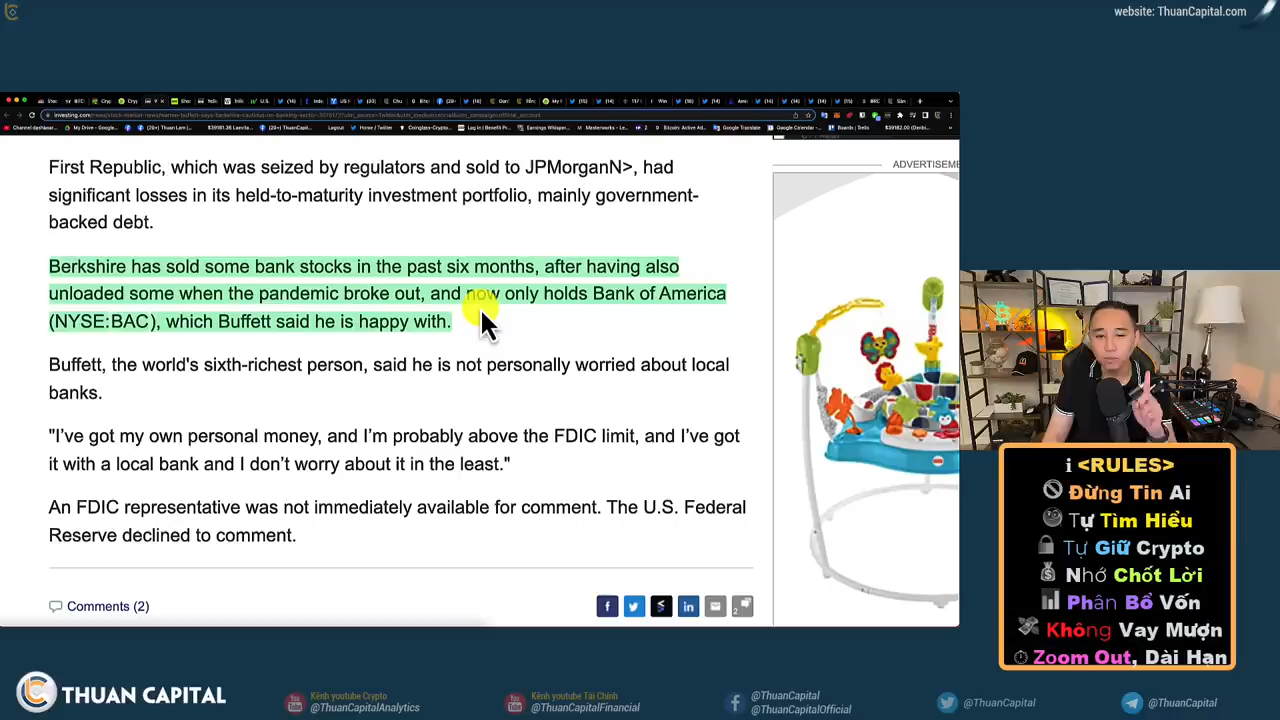 website: ThuanCapital.com
First Republic, which was seized by regulators and sold to JPMorganN>, had
significant losses in its held-to-maturity investment portfolio, mainly government-
backed debt.
ADVERTISEME
Berkshire has sold some bank stocks in the past six months, after having also
unloaded some when the pandemic broke out, and now only holds Bank of America
(NYSE:BAC), which Buffett said he is happy with.
Buffett, the world's sixth-richest person, said he is not personally worried about local
banks.
"I've got my own personal money, and I'm probably above the FDIC limit, and I've got
it with a local bank and I don't worry about it in the least."
An FDIC representative was not immediately available for comment. The U.S. Federal
Reserve declined to comment.
Comments (2)
2
i <RULES>
Đừng Tin Ai
Tự Tìm Hiểu
Tự Giữ Crypto
Nhớ Chốt Lời
Phân Bổ Vốn
Không Vay Mượn
Zoom Out, Dài Hạn
THUAN CAPITAL
Kênh youtube Crypto
@ThuanCapitalAnalytics
Kênh youtube Tài Chính
@ThuanCapitalFinancial
@ThuanCapital
@ThuanCapitalOfficial
@ThuanCapital
@ThuanCapital